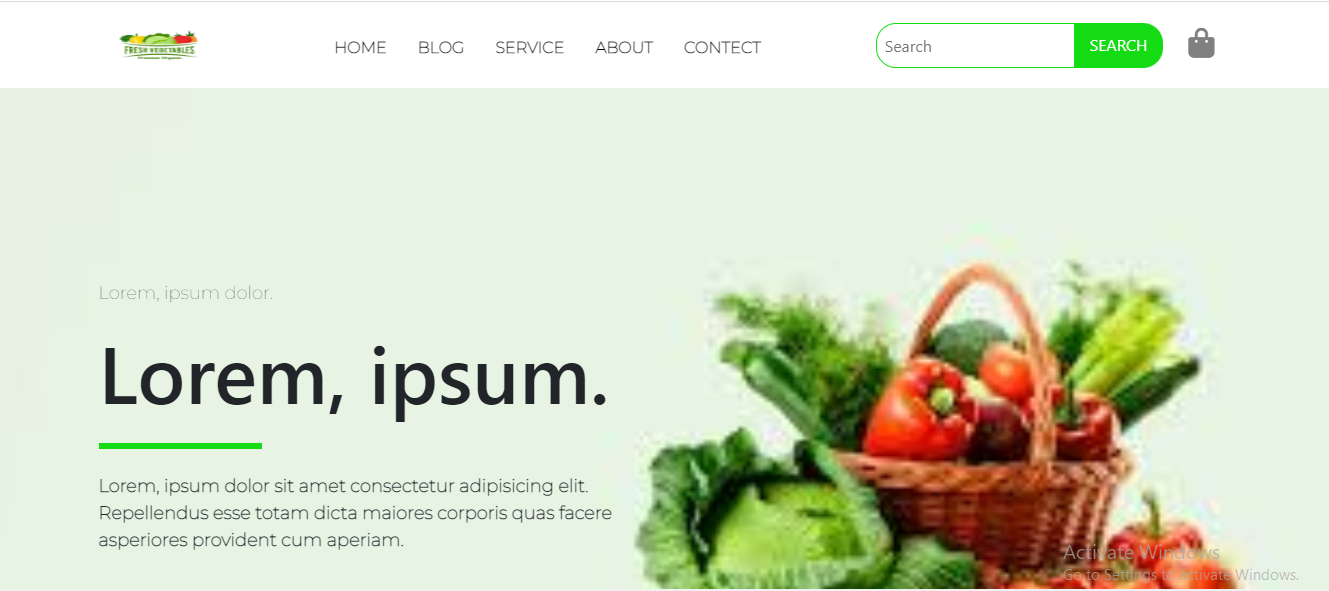 FRESH VEGETABLES
HOME BLOG SERVICE ABOUT CONTECT
Search SEARCH
Lorem, ipsum dolor.
Lorem, ipsum.
Lorem, ipsum dolor sit amet consectetur adipisicing elit.
Repellendus esse totam dicta maiores corporis quas facere
asperiores provident cum aperiam.
Activate Windows
Go to Settings to activate Windows.